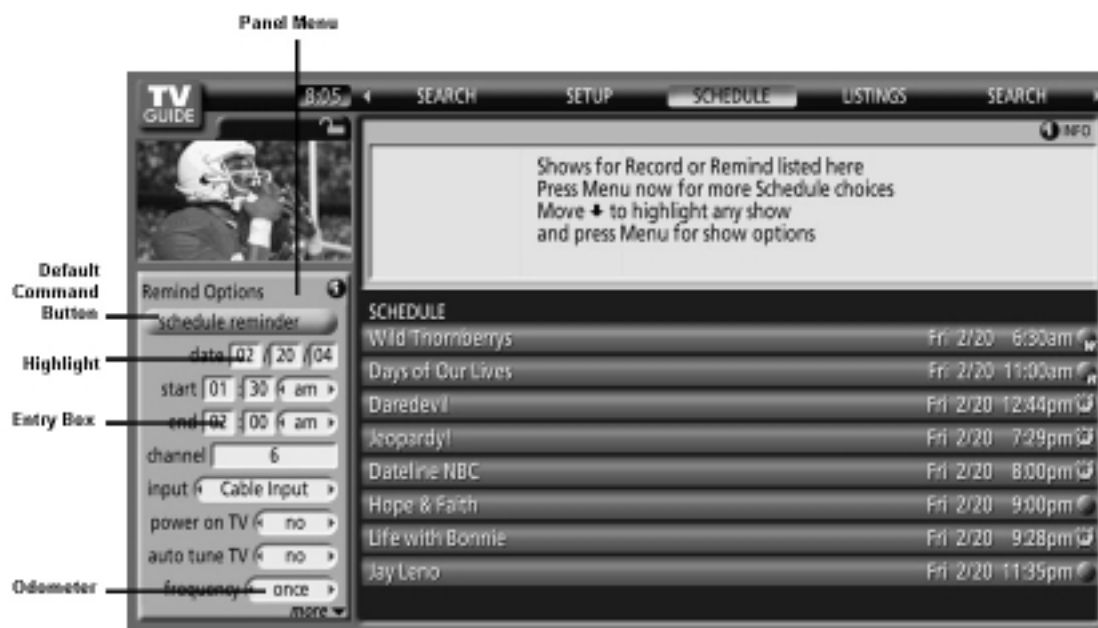 Panel Menu
TV
GUIDE
8:05
SEARCH SETUP SCHEDULE LISTINGS SEARCH
INFO
Shows for Record or Remind listed here
Press Menu now for more Schedule choices
Move to highlight any show
and press Menu for show options
Default
Command
Button
Highlight
Entry Box
Odometer
Remind Options
schedule reminder
date 02 / 20 / 04
start 01 : 30 am
end 02 : 00 am
channel 6
input Cable Input
power on TV no
auto tune TV no
frequency once
more
SCHEDULE
Wild Thornberrys Fri 2/20 6:30am
Days of Our Lives Fri 2/20 11:00am
Daredevil Fri 2/20 12:44pm
Jeopardy! Fri 2/20 7:29pm
Dateline NBC Fri 2/20 8:00pm
Hope & Faith Fri 2/20 9:00pm
Life with Bonnie Fri 2/20 9:28pm
Jay Leno Fri 2/20 11:35pm